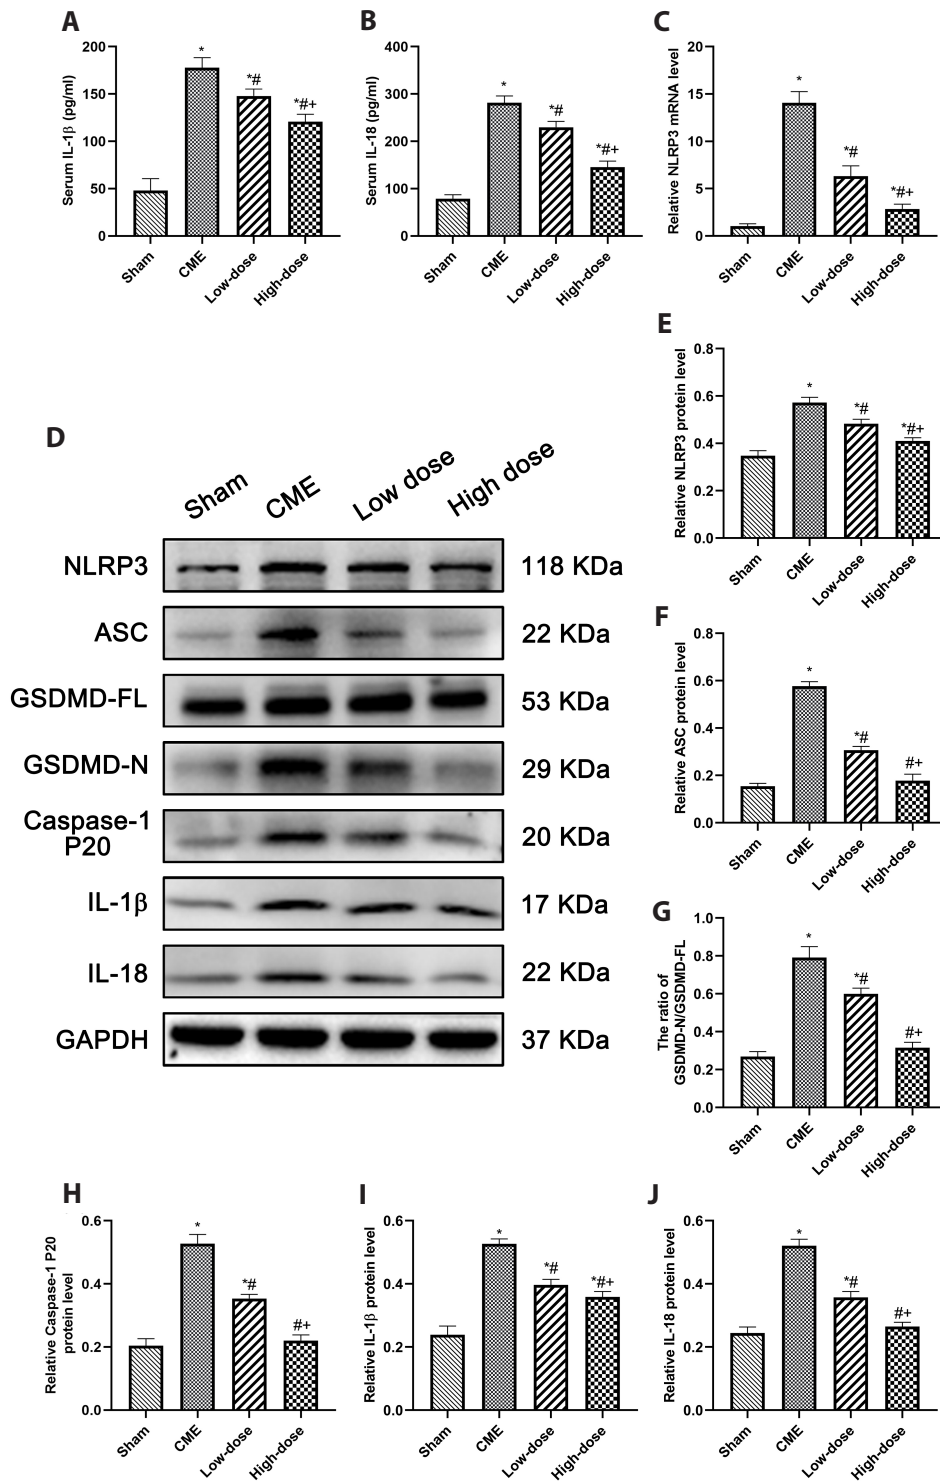 A
Serum IL-1β (pg/ml)
200
150
100
50
0
*
*#
*#+
Sham
CME
Low-dose
High-dose
B
Serum IL-18 (pg/ml)
400
300
200
100
0
*
*#
*#+
Sham
CME
Low-dose
High-dose
C
Relative NLRP3 mRNA level
20
15
10
5
0
*
*#
*#+
Sham
CME
Low-dose
High-dose
D
Sham
CME
Low dose
High dose
NLRP3
118 KDa
ASC
22 KDa
GSDMD-FL
53 KDa
GSDMD-N
29 KDa
Caspase-1
P20
20 KDa
IL-1β
17 KDa
IL-18
22 KDa
GAPDH
37 KDa
E
Relative NLRP3 protein level
0.8
0.6
0.4
0.2
0.0
*
*#
*#+
Sham
CME
Low-dose
High-dose
F
Relative ASC protein level
0.8
0.6
0.4
0.2
0.0
*
*#
#+
Sham
CME
Low-dose
High-dose
G
The ratio of
GSDMD-N/GSDMD-FL
1.0
0.8
0.6
0.4
0.2
0.0
*
*#
#+
Sham
CME
Low-dose
High-dose
H
Relative Caspase-1 P20
protein level
0.6
0.4
0.2
0.0
*
*#
#+
Sham
CME
Low-dose
High-dose
I
Relative IL-1β protein level
0.6
0.4
0.2
0.0
*
*#
*#+
Sham
CME
Low-dose
High-dose
J
Relative IL-18 protein level
0.6
0.4
0.2
0.0
*
*#
#+
Sham
CME
Low-dose
High-dose